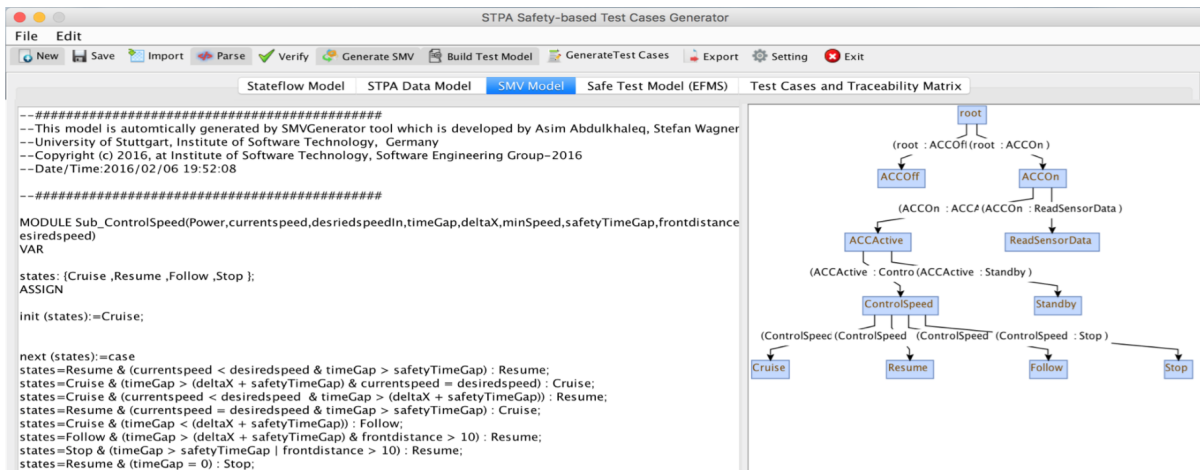 STPA Safety-based Test Cases Generator
File Edit
New Save Import Parse Verify Generate SMV Build Test Model GenerateTest Cases Export Setting Exit
Stateflow Model STPA Data Model SMV Model Safe Test Model (EFMS) Test Cases and Traceability Matrix
--############################################
--This model is automtically generated by SMVGenerator tool which is developed by Asim Abdulkhaleq, Stefan Wagner
--University of Stuttgart, Institute of Software Technology, Germany
--Copyright (c) 2016, at Institute of Software Technology, Software Engineering Group-2016
--Date/Time:2016/02/06 19:52:08
--############################################
MODULE Sub_ControlSpeed(Power,currentspeed,desriedspeedIn,timeGap,deltaX,minSpeed,safetyTimeGap,frontdistance
esiredspeed)
VAR
states: {Cruise ,Resume ,Follow ,Stop };
ASSIGN
init (states):=Cruise;
next (states):=case
states=Resume & (currentspeed < desiredspeed & timeGap > safetyTimeGap) : Resume;
states=Cruise & (timeGap > (deltaX + safetyTimeGap) & currentspeed = desiredspeed) : Cruise;
states=Cruise & (currentspeed < desiredspeed & timeGap > (deltaX + safetyTimeGap)) : Resume;
states=Resume & (currentspeed = desiredspeed & timeGap > safetyTimeGap) : Cruise;
states=Cruise & (timeGap < (deltaX + safetyTimeGap)) : Follow;
states=Follow & (timeGap > (deltaX + safetyTimeGap) & frontdistance > 10) : Resume;
states=Stop & (timeGap > safetyTimeGap | frontdistance > 10) : Resume;
states=Resume & (timeGap = 0) : Stop;
root
(root : ACCOf (root : ACCOn )
ACCOff ACCOn
(ACCOn : ACCA (ACCOn : ReadSensorData )
ACCActive ReadSensorData
(ACCActive : Contro (ACCActive : Standby )
ControlSpeed Standby
(ControlSpeed (ControlSpeed (ControlSpeed (ControlSpeed : Stop )
Cruise Resume Follow Stop